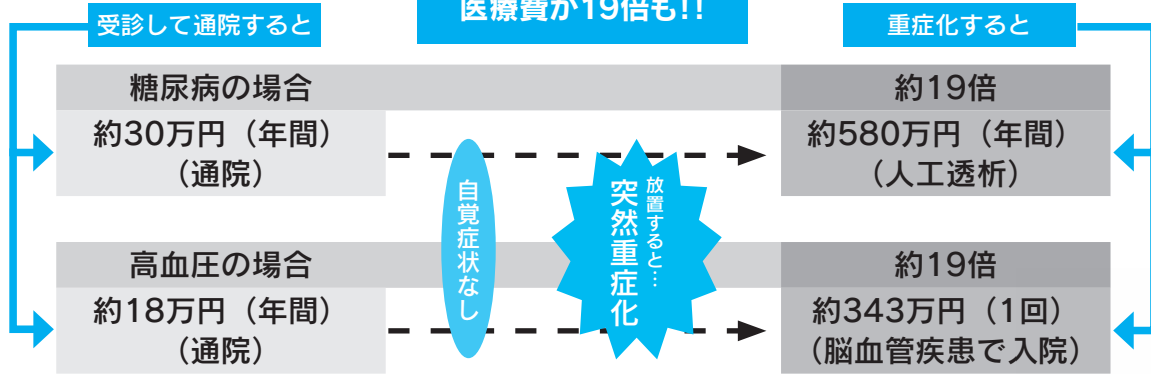 医療費が19倍も!!
受診して通院すると
重症化すると
糖尿病の場合
約19倍
約30万円（年間）
（通院）
約580万円（年間）
（人工透析）
自覚症状なし
放置すると…
突然重症化
高血圧の場合
約19倍
約18万円（年間）
（通院）
約343万円（1回）
（脳血管疾患で入院）